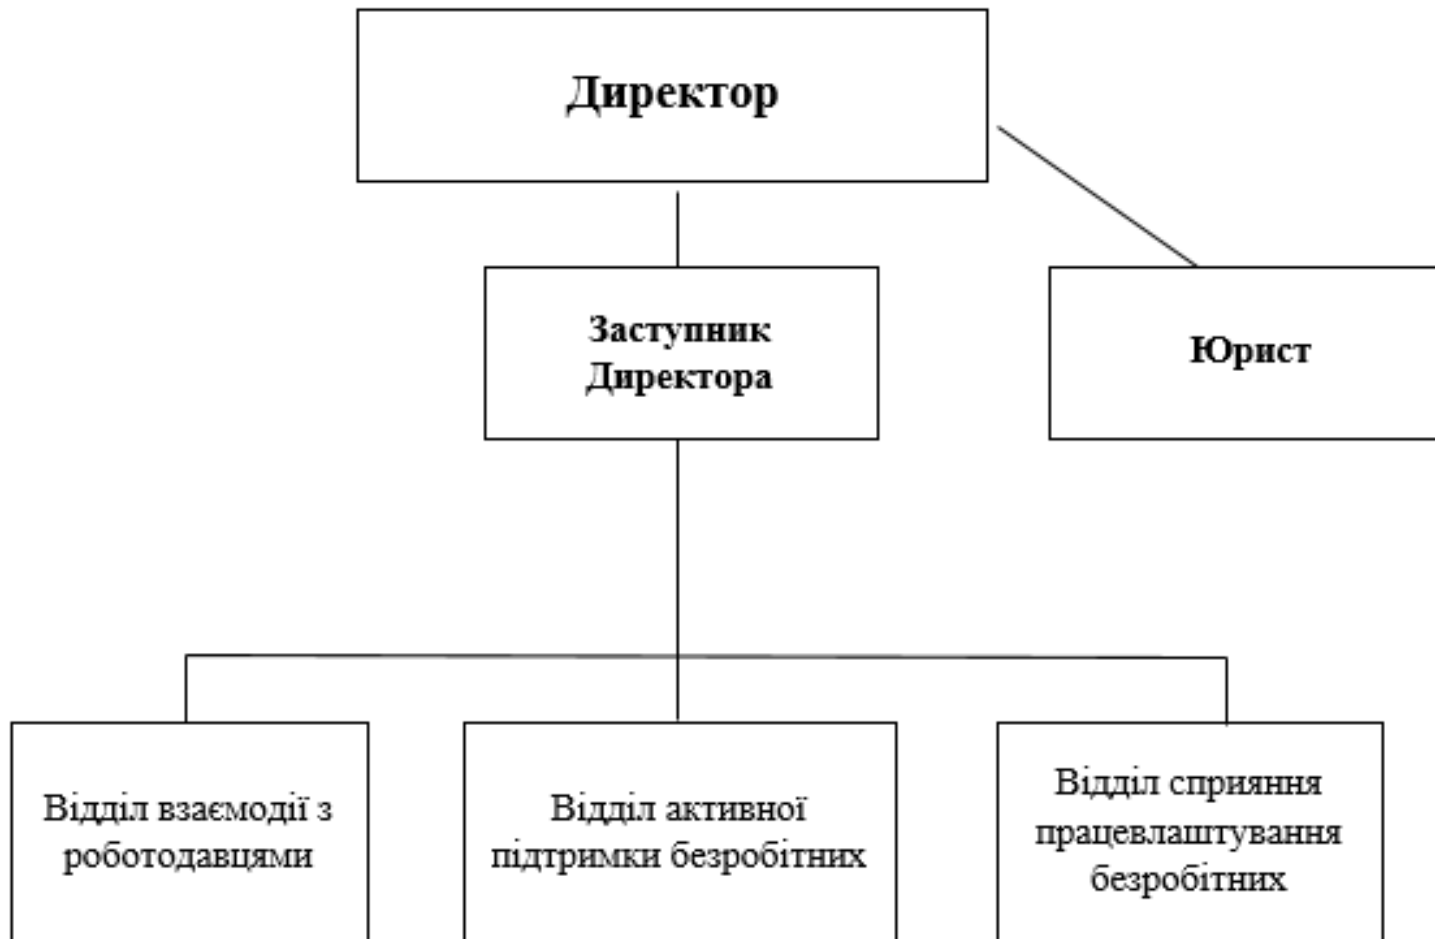 Директор
Заступник
Директора
Юрист
Відділ взаємодії з
роботодавцями
Відділ активної
підтримки безробітних
Відділ сприяння
працевлаштування
безробітних